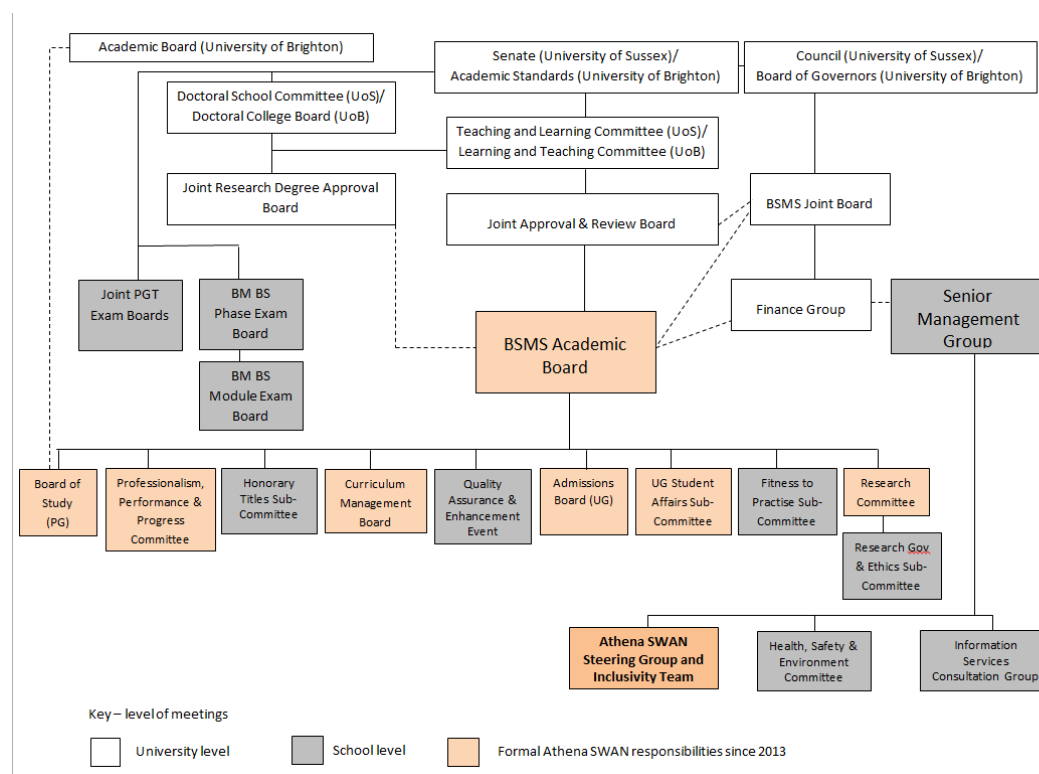 Academic Board (University of Brighton)
Senate (University of Sussex)/
Academic Standards (University of Brighton)
Council (University of Sussex)/
Board of Governors (University of Brighton)
Doctoral School Committee (UoS)/
Doctoral College Board (UoB)
Teaching and Learning Committee (UoS)/
Learning and Teaching Committee (UoB)
Joint Research Degree Approval
Board
Joint Approval & Review Board
BSMS Joint Board
Joint PGT
Exam Boards
BM BS
Phase Exam
Board
Finance Group
Senior
Management
Group
BSMS Academic
Board
BM BS
Module Exam
Board
Board of
Study
(PG)
Professionalism,
Performance &
Progress
Committee
Honorary
Titles Sub-
Committee
Curriculum
Management
Board
Quality
Assurance &
Enhancement
Event
Admissions
Board (UG)
UG Student
Affairs Sub-
Committee
Fitness to
Practise Sub-
Committee
Research
Committee
Research Gov
& Ethics Sub-
Committee
Athena SWAN
Steering Group and
Inclusivity Team
Health, Safety &
Environment
Committee
Information
Services
Consultation Group
Key – level of meetings
University level
School level
Formal Athena SWAN responsibilities since 2013